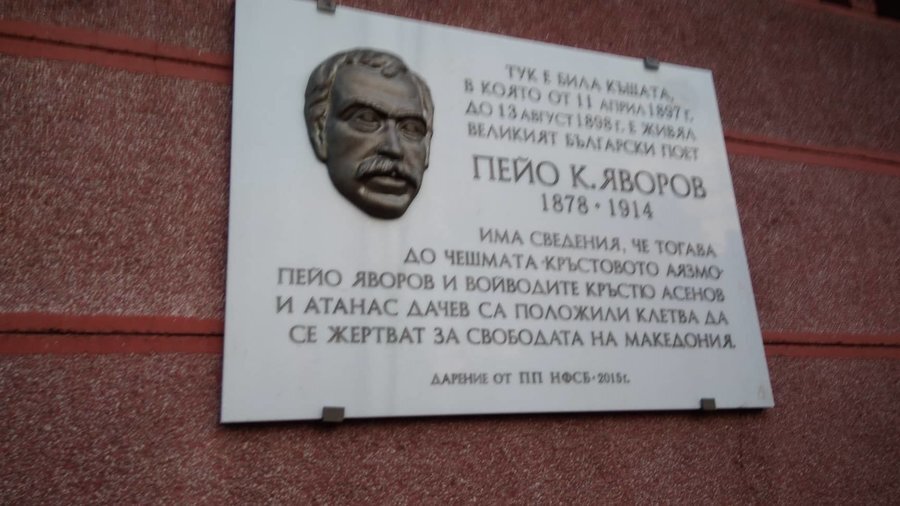 ТУК Е БИЛА КЪЩАТА,
В КОЯТО ОТ 11 АПРИЛ 1897 Г.
ДО 13 АВГУСТ 1898 Г. Е ЖИВЯЛ
ВЕЛИКИЯТ БЪЛГАРСКИ ПОЕТ
ПЕЙО К. ЯВОРОВ
1878 • 1914
ИМА СВЕДЕНИЯ, ЧЕ ТОГАВА
ДО ЧЕШМАТА-КРЪСТОВОТО АЯЗМО-
ПЕЙО ЯВОРОВ И ВОЙВОДИТЕ КРЪСТЮ АСЕНОВ
И АТАНАС ДАЧЕВ СА ПОЛОЖИЛИ КЛЕТВА ДА
СЕ ЖЕРТВАТ ЗА СВОБОДАТА НА МАКЕДОНИЯ.
ДАРЕНИЕ ОТ ПП НФСБ • 2015 г.